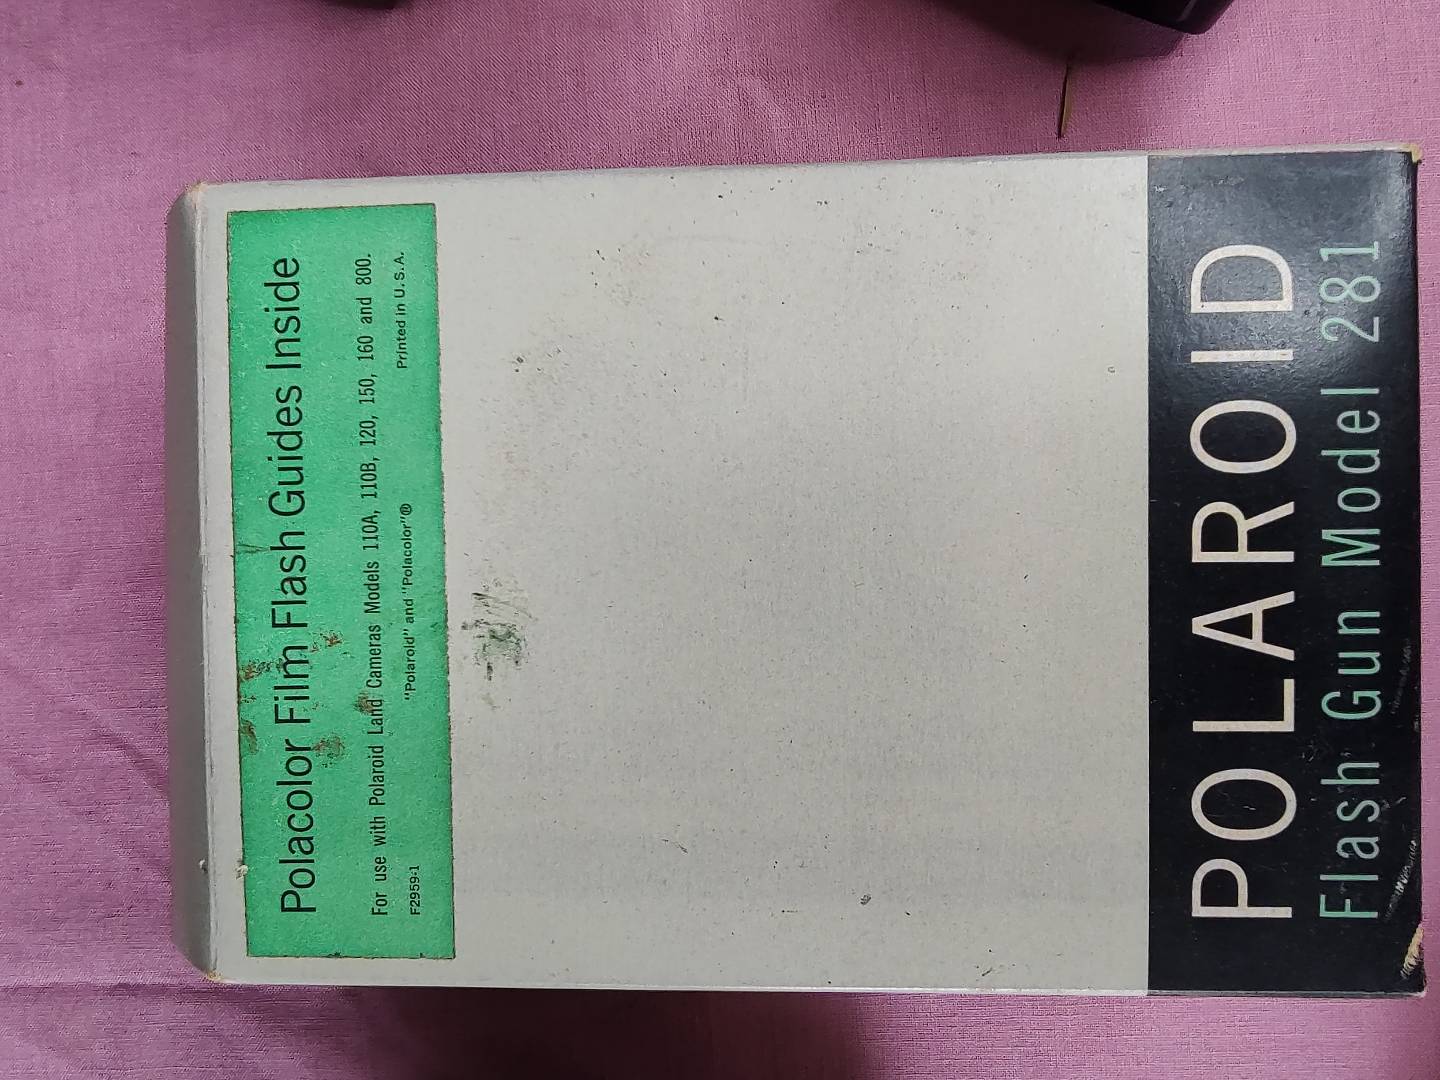 Polacolor Film Flash Guides Inside
For use with Polaroid Land Cameras Models 110A, 110B, 120, 150, 160 and 800.
F2959-1 "Polaroid" and "Polacolor"® Printed in U.S.A.
POLAROID
Flash Gun Model 281